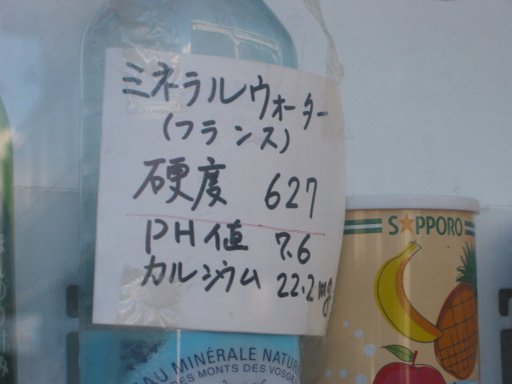 ミネラルウォーター
(フランス)
硬度 627
PH値 7.6
カルシウム 22.2mg
SAPPORO
EAU MINÉRALE NATURE
DES MONTS DES VOSGE